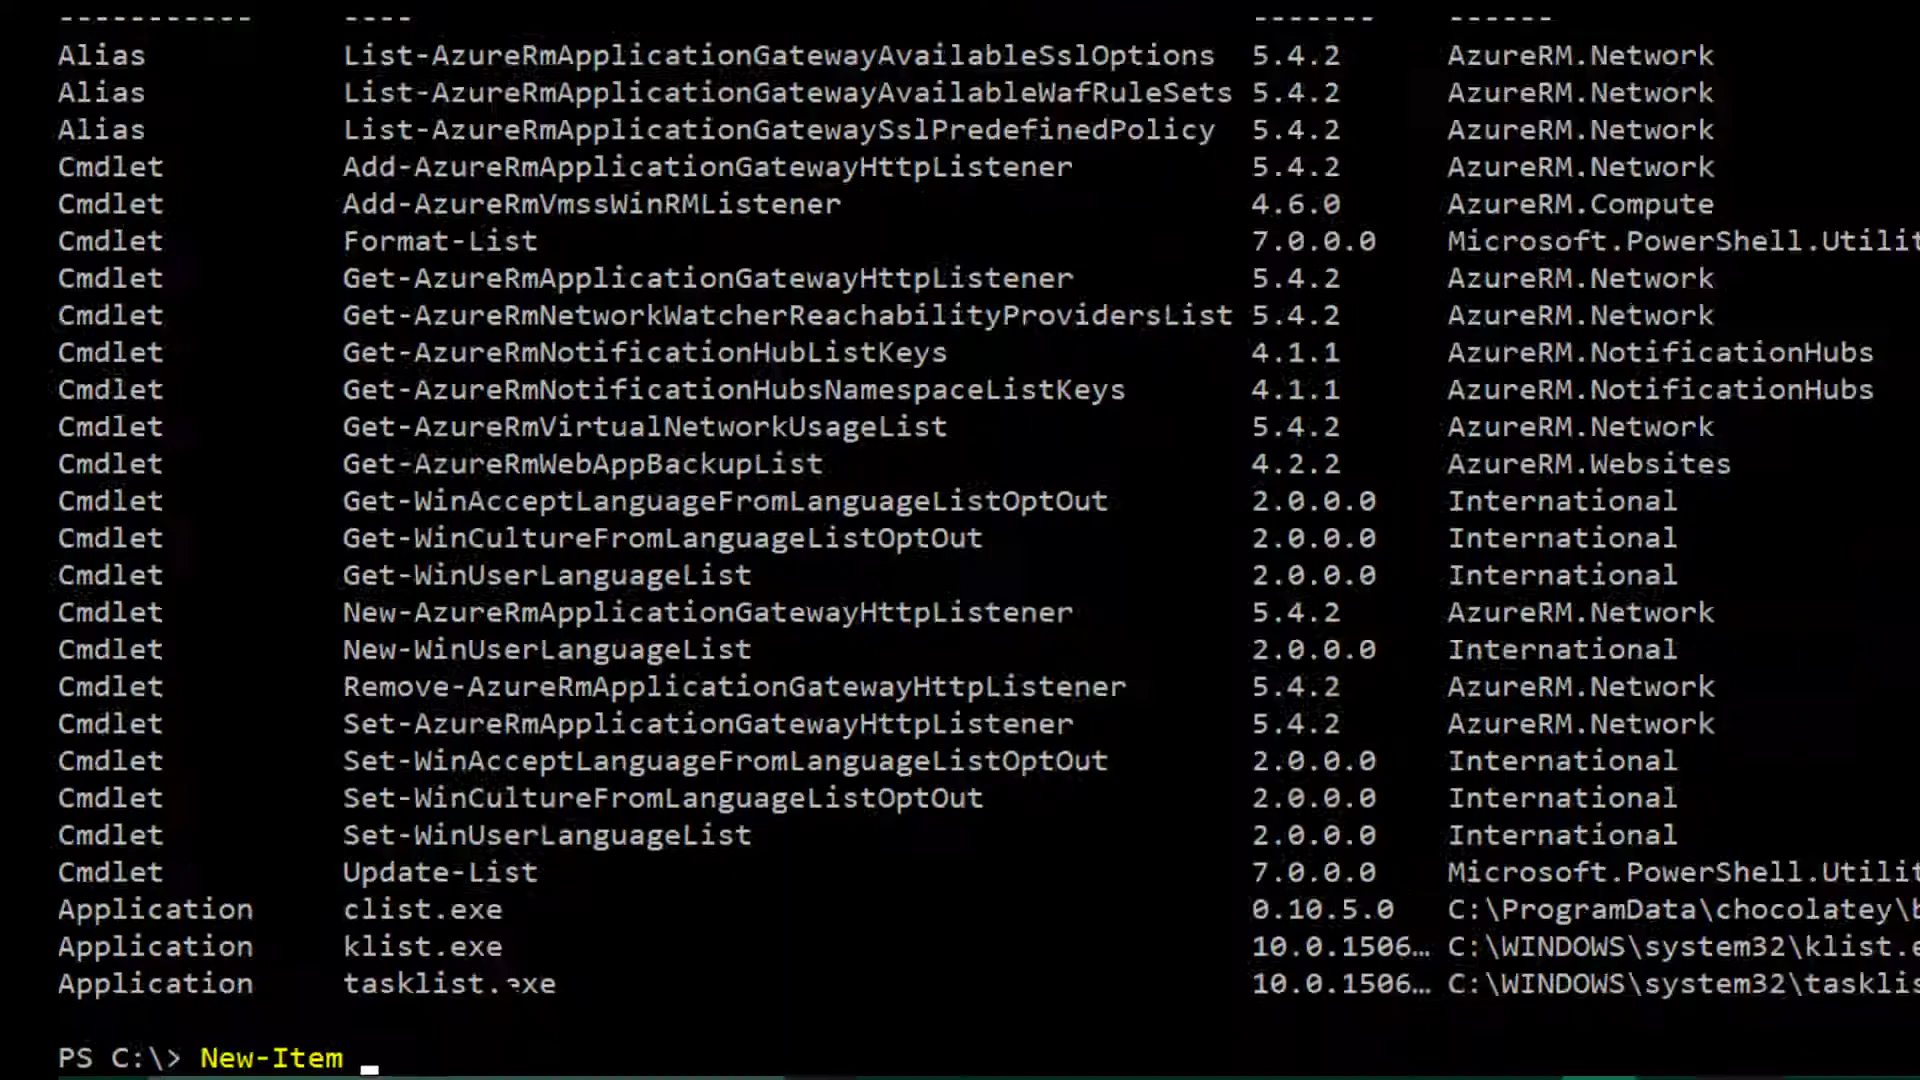 ----------- ---- ------- ------
Alias List-AzureRmApplicationGatewayAvailableSslOptions 5.4.2 AzureRM.Network
Alias List-AzureRmApplicationGatewayAvailableWafRuleSets 5.4.2 AzureRM.Network
Alias List-AzureRmApplicationGatewaySslPredefinedPolicy 5.4.2 AzureRM.Network
Cmdlet Add-AzureRmApplicationGatewayHttpListener 5.4.2 AzureRM.Network
Cmdlet Add-AzureRmVmssWinRMListener 4.6.0 AzureRM.Compute
Cmdlet Format-List 7.0.0.0 Microsoft.PowerShell.Utilit
Cmdlet Get-AzureRmApplicationGatewayHttpListener 5.4.2 AzureRM.Network
Cmdlet Get-AzureRmNetworkWatcherReachabilityProvidersList 5.4.2 AzureRM.Network
Cmdlet Get-AzureRmNotificationHubListKeys 4.1.1 AzureRM.NotificationHubs
Cmdlet Get-AzureRmNotificationHubsNamespaceListKeys 4.1.1 AzureRM.NotificationHubs
Cmdlet Get-AzureRmVirtualNetworkUsageList 5.4.2 AzureRM.Network
Cmdlet Get-AzureRmWebAppBackupList 4.2.2 AzureRM.Websites
Cmdlet Get-WinAcceptLanguageFromLanguageListOptOut 2.0.0.0 International
Cmdlet Get-WinCultureFromLanguageListOptOut 2.0.0.0 International
Cmdlet Get-WinUserLanguageList 2.0.0.0 International
Cmdlet New-AzureRmApplicationGatewayHttpListener 5.4.2 AzureRM.Network
Cmdlet New-WinUserLanguageList 2.0.0.0 International
Cmdlet Remove-AzureRmApplicationGatewayHttpListener 5.4.2 AzureRM.Network
Cmdlet Set-AzureRmApplicationGatewayHttpListener 5.4.2 AzureRM.Network
Cmdlet Set-WinAcceptLanguageFromLanguageListOptOut 2.0.0.0 International
Cmdlet Set-WinCultureFromLanguageListOptOut 2.0.0.0 International
Cmdlet Set-WinUserLanguageList 2.0.0.0 International
Cmdlet Update-List 7.0.0.0 Microsoft.PowerShell.Utilit
Application clist.exe 0.10.5.0 C:\ProgramData\chocolatey\b
Application klist.exe 10.0.1506… C:\WINDOWS\system32\klist.e
Application tasklist.exe 10.0.1506… C:\WINDOWS\system32\tasklis
PS C:\> New-Item _